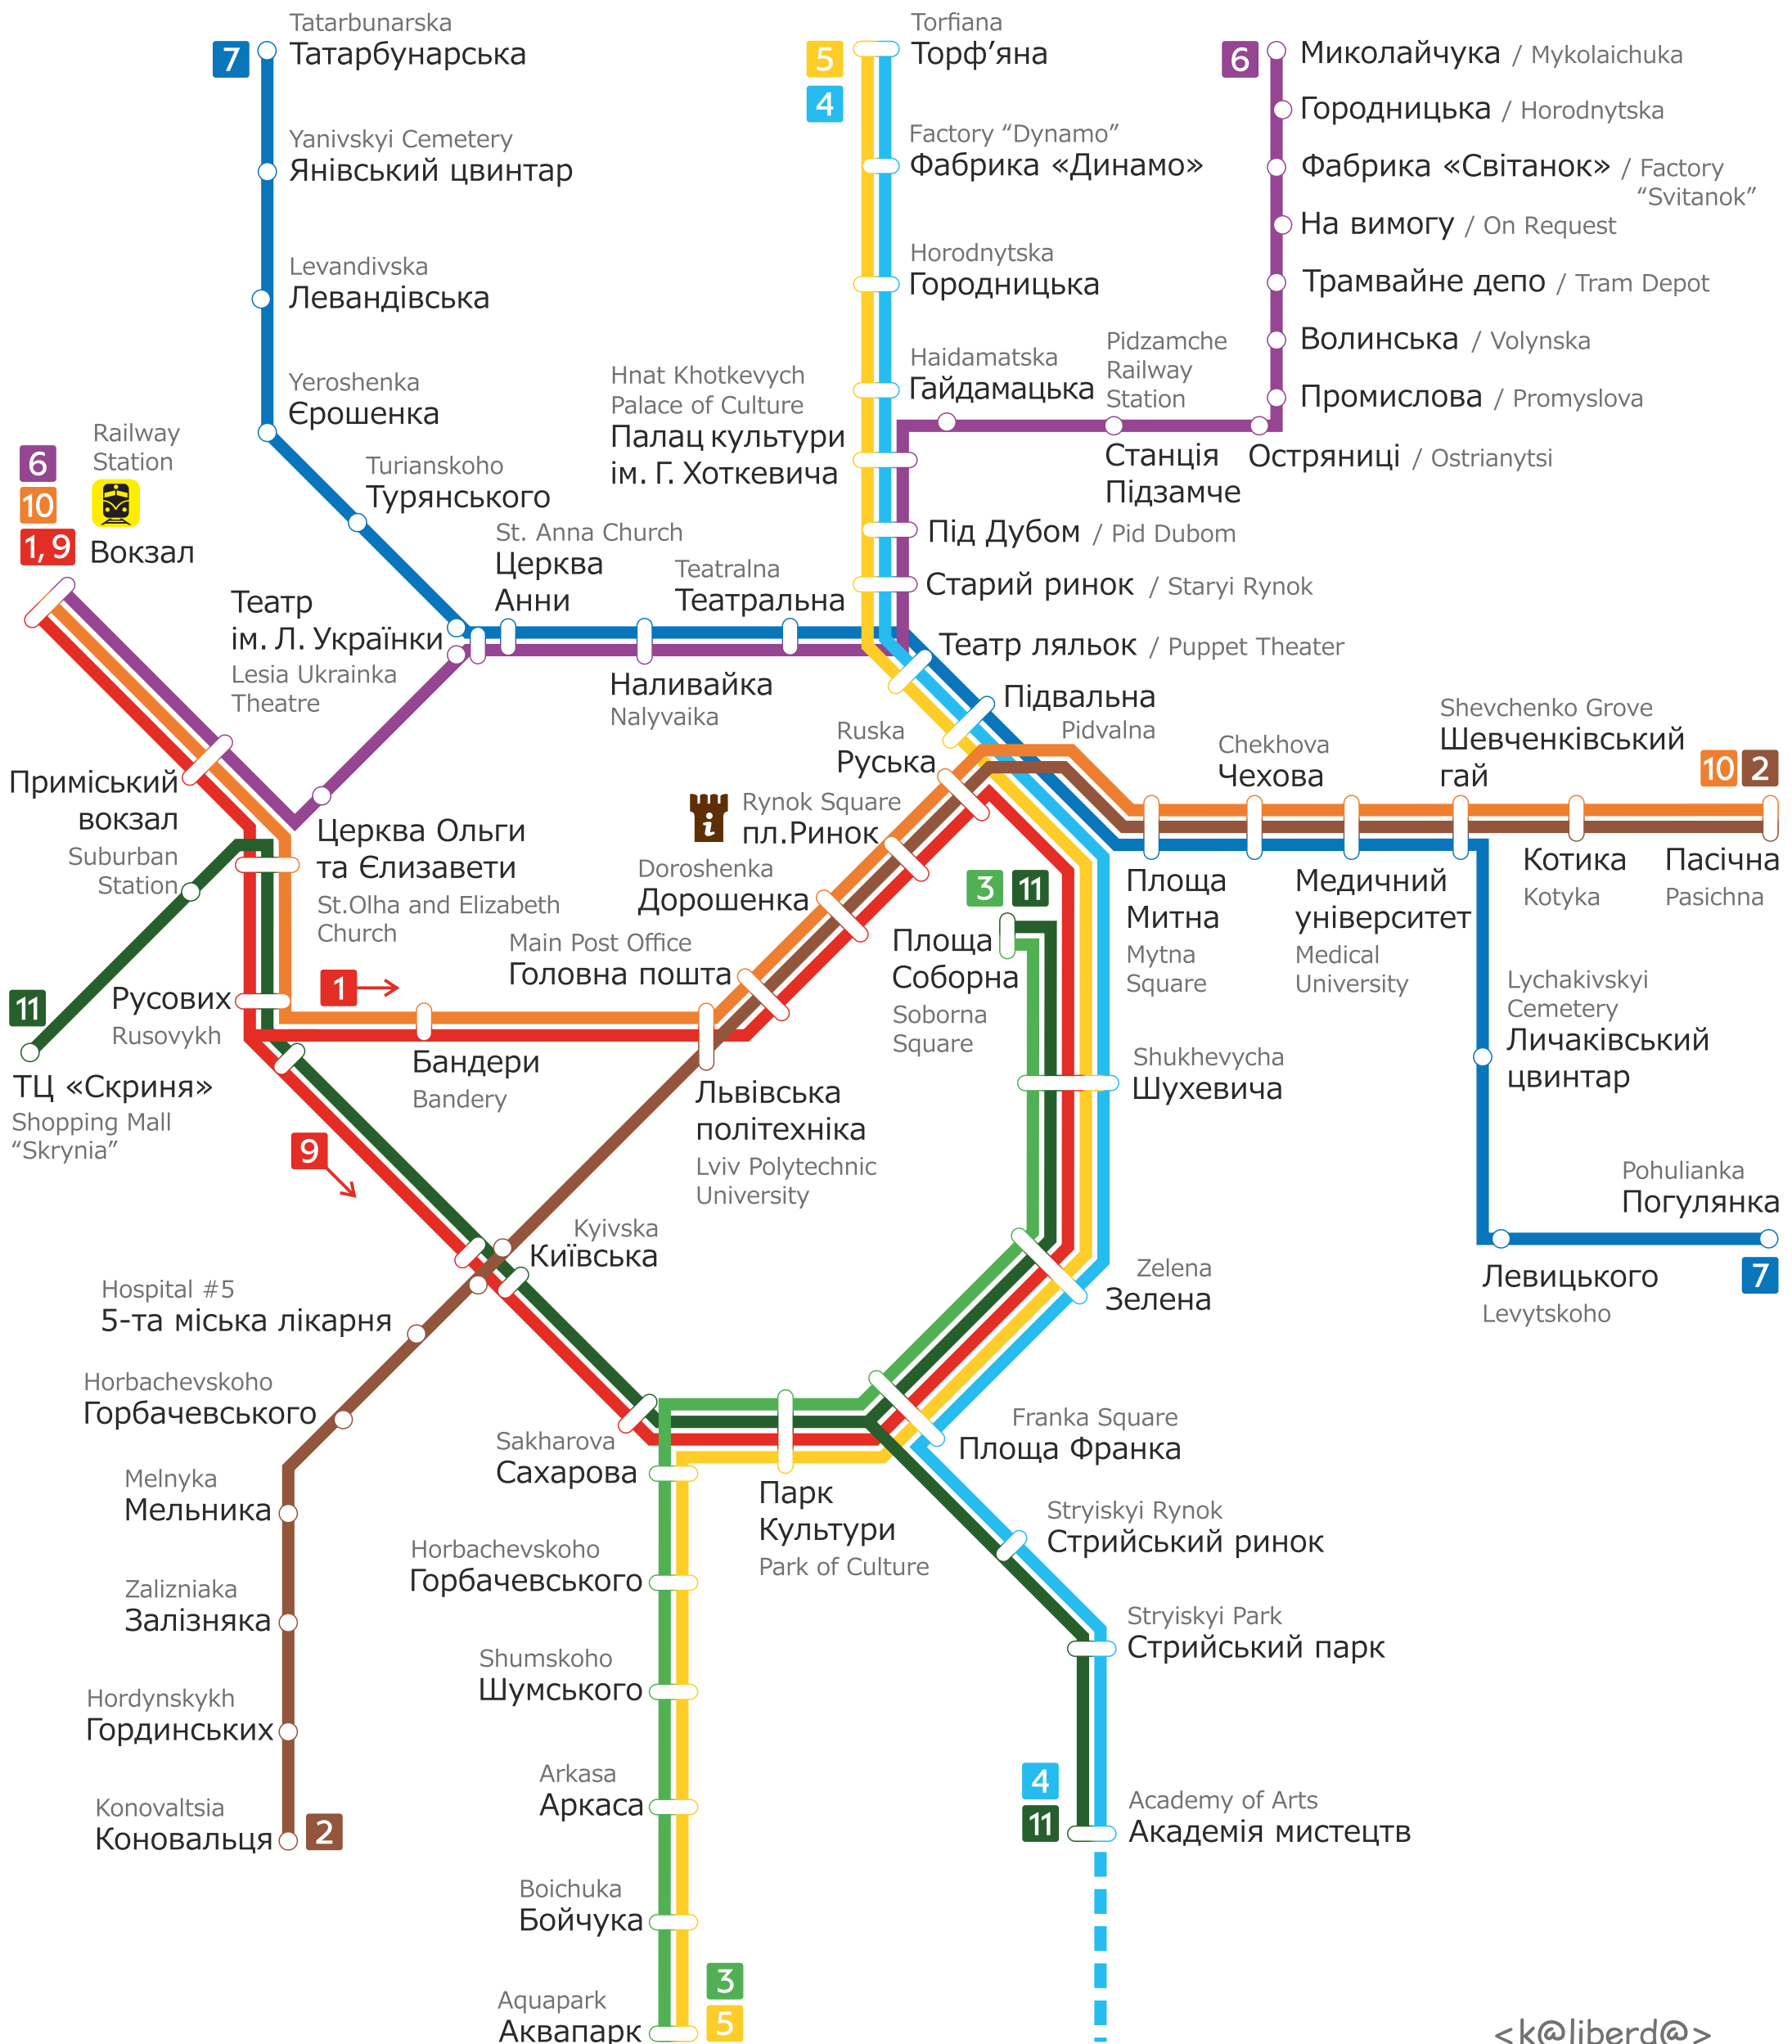 7
Tatarbunarska
Татарбунарська
Yanivskyi Cemetery
Янівський цвинтар
Levandivska
Левандівська
Yeroshenka
Єрошенка
Turianskoho
Турянського
5
4
Torfiana
Торф’яна
Factory “Dynamo”
Фабрика «Динамо»
Horodnytska
Городницька
Haidamatska
Гайдамацька
Hnat Khotkevych
Palace of Culture
Палац культури
ім. Г. Хоткевича
Під Дубом / Pid Dubom
Старий ринок / Staryi Rynok
Театр ляльок / Puppet Theater
6
Миколайчука / Mykolaichuka
Городницька / Horodnytska
Фабрика «Світанок» / Factory
“Svitanok”
На вимогу / On Request
Трамвайне депо / Tram Depot
Волинська / Volynska
Промислова / Promyslova
Остряниці / Ostrianytsi
Pidzamche
Railway
Station
Станція
Підзамче
6
10
1, 9
Railway
Station
Вокзал
Театр
ім. Л. Українки
Lesia Ukrainka
Theatre
St. Anna Church
Церква
Анни
Teatralna
Театральна
Наливайка
Nalyvaika
Підвальна
Pidvalna
Ruska
Руська
i
Rynok Square
пл.Ринок
Doroshenka
Дорошенка
Main Post Office
Головна пошта
Приміський
вокзал
Suburban
Station
Церква Ольги
та Єлизавети
St.Olha and Elizabeth
Church
Русових
Rusovykh
11
ТЦ «Скриня»
Shopping Mall
“Skrynia”
1
Бандери
Bandery
9
Львівська
політехніка
Lviv Polytechnic
University
Chekhova
Чехова
Shevchenko Grove
Шевченківський
гай
10 2
Площа
Митна
Mytna
Square
Медичний
університет
Medical
University
Котика
Kotyka
Пасічна
Pasichna
Lychakivskyi
Cemetery
Личаківський
цвинтар
Pohulianka
Погулянка
7
Левицького
Levytskoho
3 11
Площа
Соборна
Soborna
Square
Shukhevycha
Шухевича
Zelena
Зелена
Franka Square
Площа Франка
Kyivska
Київська
Hospital #5
5-та міська лікарня
Horbachevskoho
Горбачевського
Melnyka
Мельника
Zalizniaka
Залізняка
Hordynskykh
Гординських
Konovaltsia
Коновальця
2
Sakharova
Сахарова
Парк
Культури
Park of Culture
Horbachevskoho
Горбачевського
Shumskoho
Шумського
Arkasa
Аркаса
Boichuka
Бойчука
Aquapark
Аквапарк
3
5
Stryiskyi Rynok
Стрийський ринок
Stryiskyi Park
Стрийський парк
4
11
Academy of Arts
Академія мистецтв
<k@liberd@>